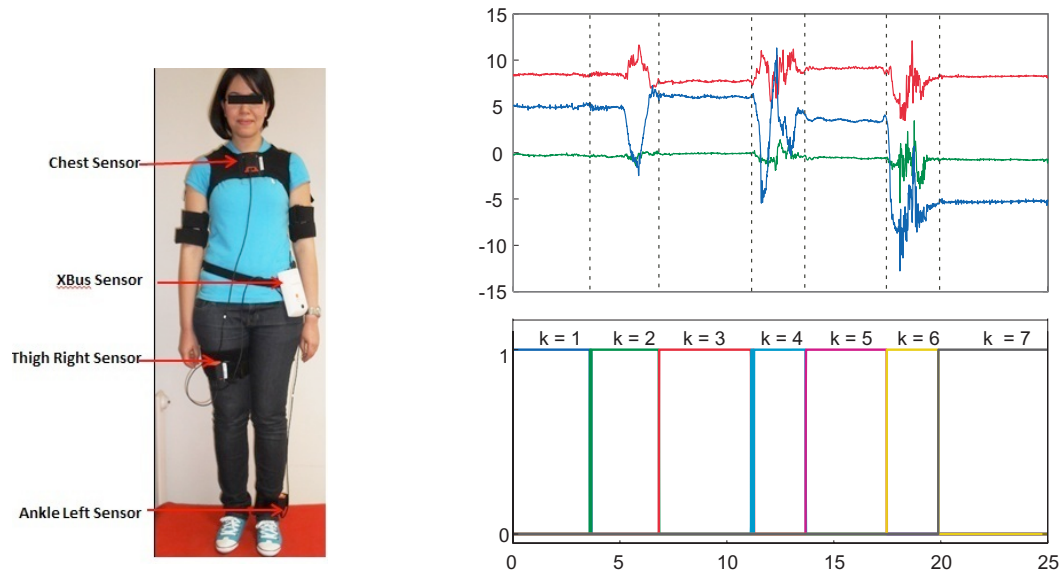 Chest Sensor
XBus Sensor
Thigh Right Sensor
Ankle Left Sensor
15
10
5
0
-5
-10
-15
k = 1 k = 2 k = 3 k = 4 k = 5 k = 6 k = 7
1
0
0 5 10 15 20 25